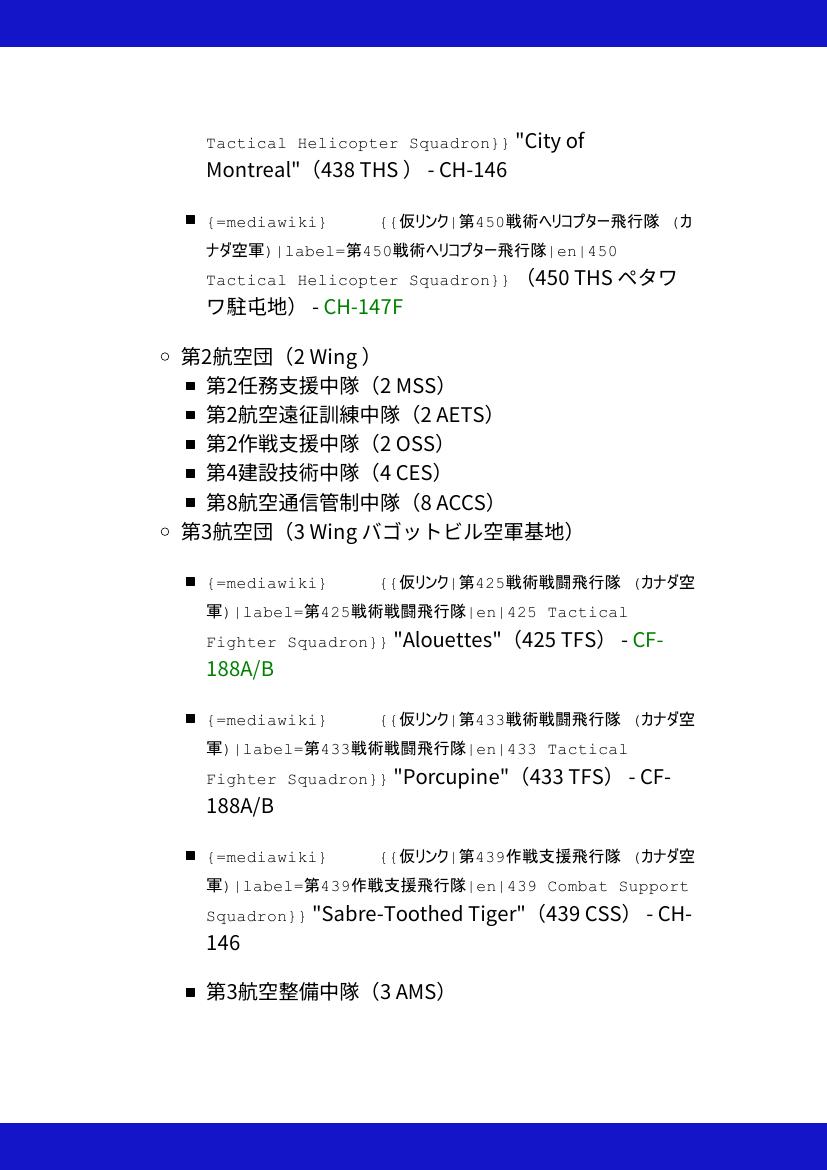 Tactical Helicopter Squadron}} "City of
Montreal"（438 THS ） - CH-146
{=mediawiki} {{仮リンク|第450戦術ヘリコプター飛行隊 (カ
ナダ空軍)|label=第450戦術ヘリコプター飛行隊|en|450
Tactical Helicopter Squadron}} （450 THS ペタワ
ワ駐屯地） - CH-147F
第2航空団（2 Wing ）
第2任務支援中隊（2 MSS）
第2航空遠征訓練中隊（2 AETS）
第2作戦支援中隊（2 OSS）
第4建設技術中隊（4 CES）
第8航空通信管制中隊（8 ACCS）
第3航空団（3 Wing バゴットビル空軍基地）
{=mediawiki} {{仮リンク|第425戦術戦闘飛行隊 (カナダ空
軍)|label=第425戦術戦闘飛行隊|en|425 Tactical
Fighter Squadron}} "Alouettes"（425 TFS） - CF-
188A/B
{=mediawiki} {{仮リンク|第433戦術戦闘飛行隊 (カナダ空
軍)|label=第433戦術戦闘飛行隊|en|433 Tactical
Fighter Squadron}} "Porcupine"（433 TFS） - CF-
188A/B
{=mediawiki} {{仮リンク|第439作戦支援飛行隊 (カナダ空
軍)|label=第439作戦支援飛行隊|en|439 Combat Support
Squadron}} "Sabre-Toothed Tiger"（439 CSS） - CH-
146
第3航空整備中隊（3 AMS）